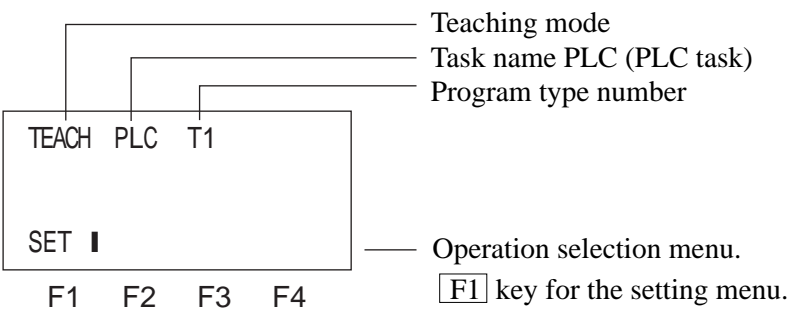 Teaching mode
Task name PLC (PLC task)
Program type number
TEACH PLC T1
SET
Operation selection menu.
F1 key for the setting menu.
F1 F2 F3 F4